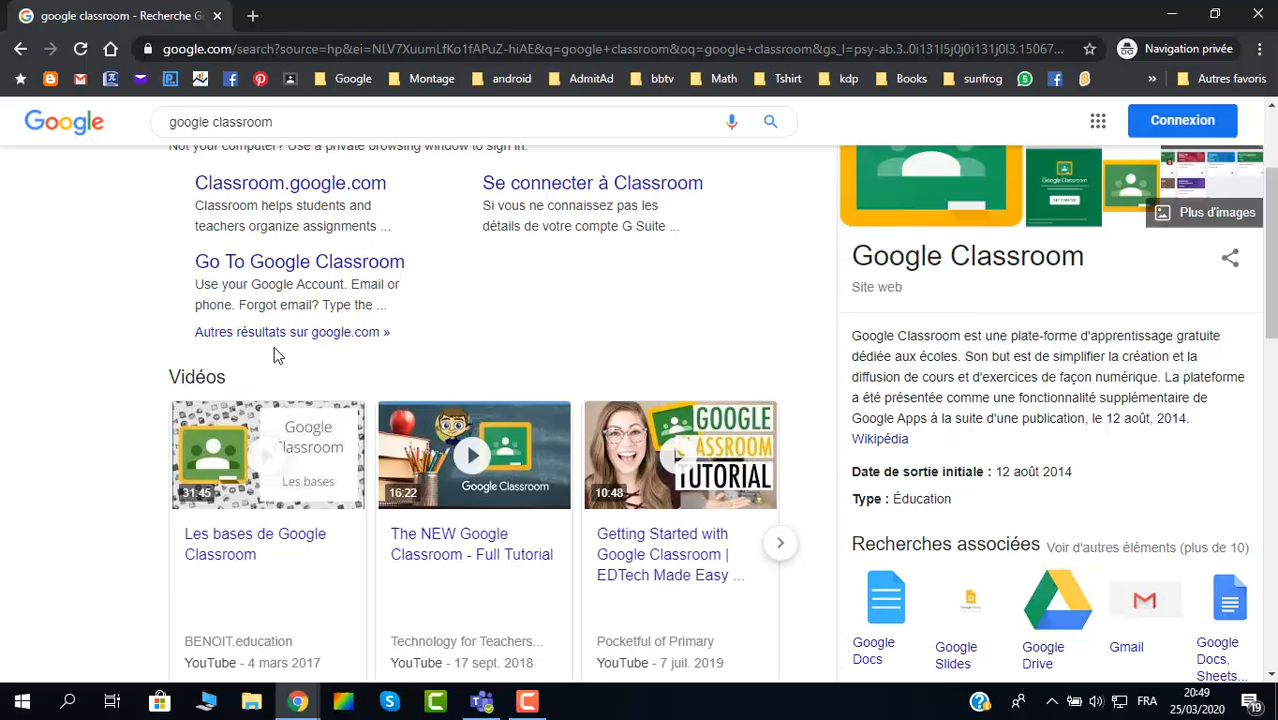 google classroom - Recherche G
google.com/search?source=hp&ei=NLV7XuumLfKo1fAPuZ-hiAE&q=google+classroom&oq=google+classroom&gs_l=psy-ab.3..0i131l5j0j0i131j0l3.15067...
Navigation privée
Google
Montage
android
AdmitAd
bbtv
Math
Tshirt
kdp
Books
sunfrog
»
Autres favoris
Google
google classroom
Connexion
Not your computer? Use a private browsing window to sign in.
Classroom.google.com
Classroom helps students and
teachers organize assignments ...
Se connecter à Classroom
Si vous ne connaissez pas les
détails de votre compte G Suite ...
Go To Google Classroom
Use your Google Account. Email or
phone. Forgot email? Type the ...
Autres résultats sur google.com »
Vidéos
Google
Classroom
Les bases
31:45
Les bases de Google
Classroom
BENOIT.education
YouTube - 4 mars 2017
Google Classroom
16:22
The NEW Google
Classroom - Full Tutorial
Technology for Teachers...
YouTube - 17 sept. 2018
GOOGLE
CLASSROOM
TUTORIAL
10:48
Getting Started with
Google Classroom |
EDTech Made Easy ...
Pocketful of Primary
YouTube - 7 juil. 2019
Plus d'images
Google Classroom
Site web
Google Classroom est une plate-forme d'apprentissage gratuite
dédiée aux écoles. Son but est de simplifier la création et la
diffusion de cours et d'exercices de façon numérique. La plateforme
a été présentée comme une fonctionnalité supplémentaire de
Google Apps à la suite d'une publication, le 12 août, 2014.
Wikipédia
Date de sortie initiale : 12 août 2014
Type : Éducation
Recherches associées
Voir d'autres éléments (plus de 10)
Google
Docs
Google
Slides
Google
Drive
Gmail
Google
Docs,
Sheets...
FRA
20:49
25/03/2020
19